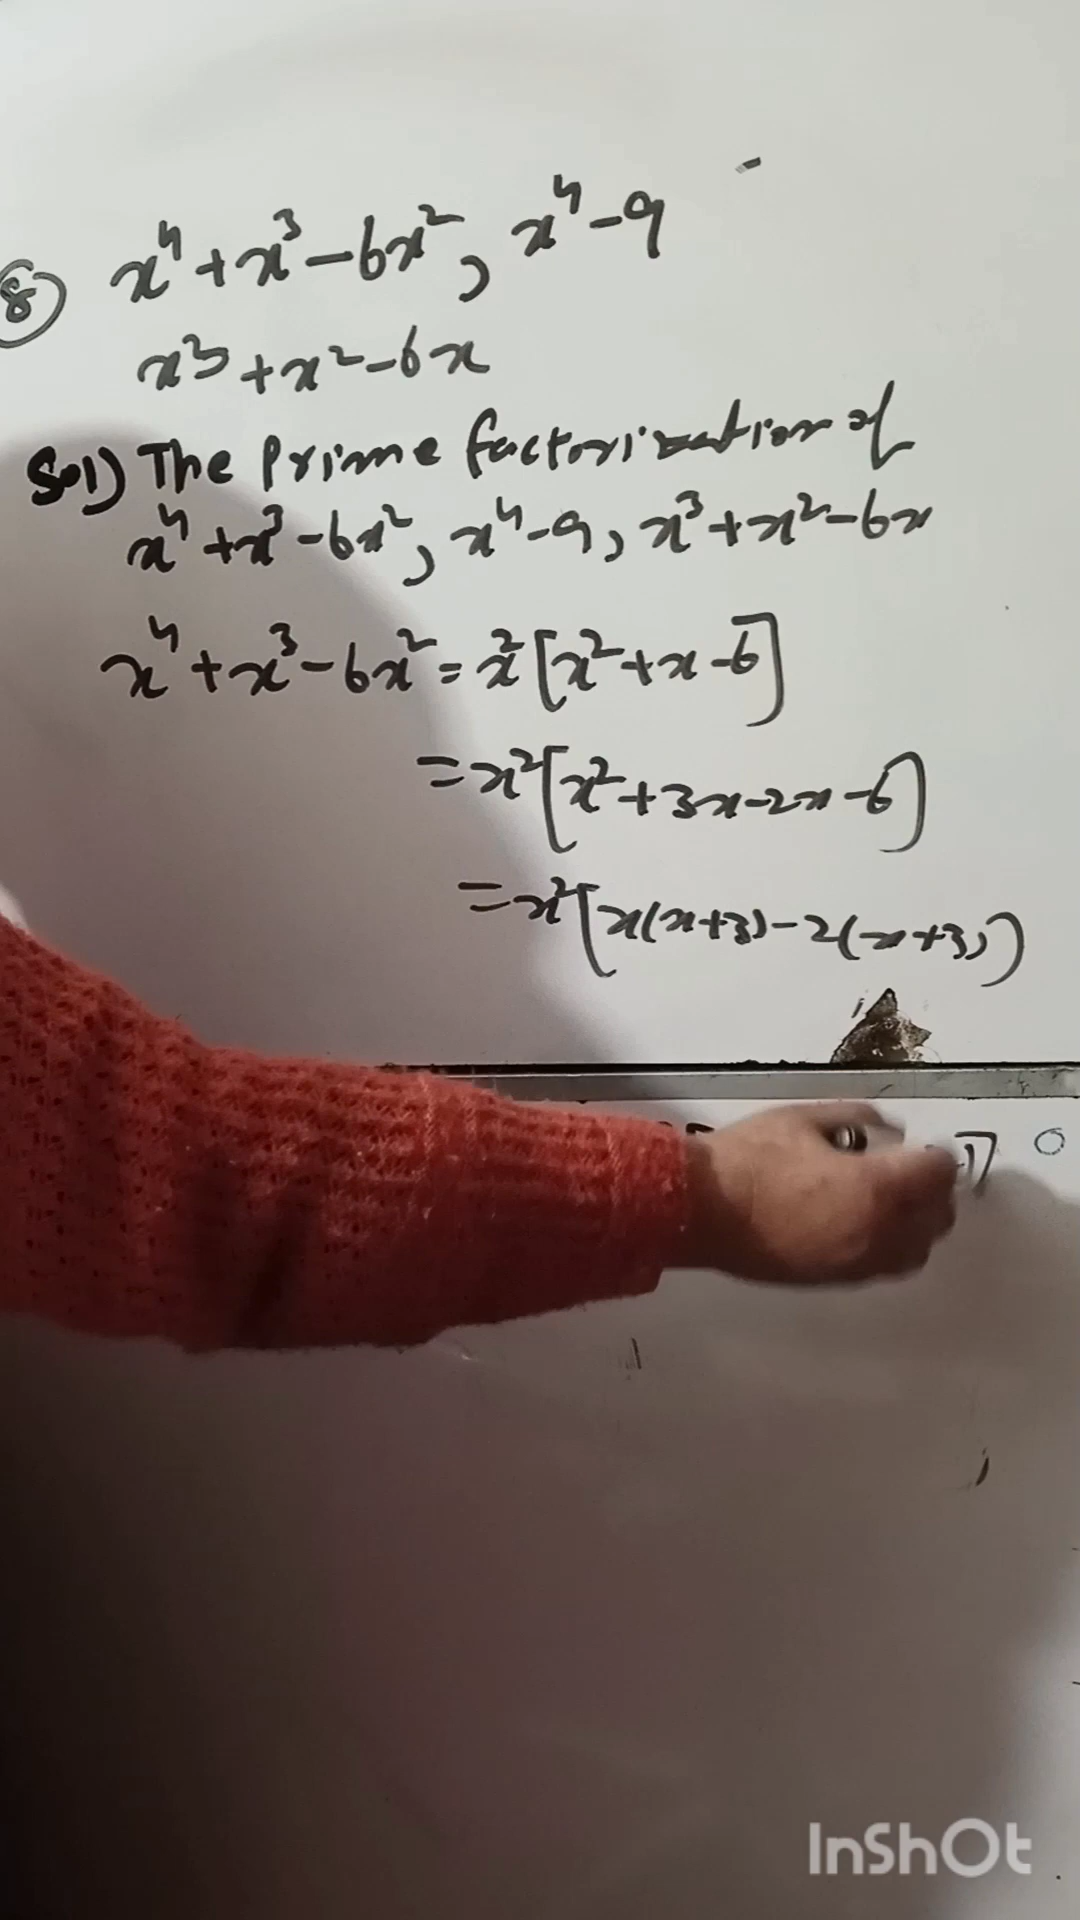 ⑧ x⁴+x³-6x², x⁴-9
x³+x²-6x
Sol) The Prime factorization of
x⁴+x³-6x², x⁴-9, x³+x²-6x
x⁴+x³-6x² = x²[x²+x-6]
= x²[x²+3x-2x-6]
= x²[x(x+3)-2(x+3)]
InShOt